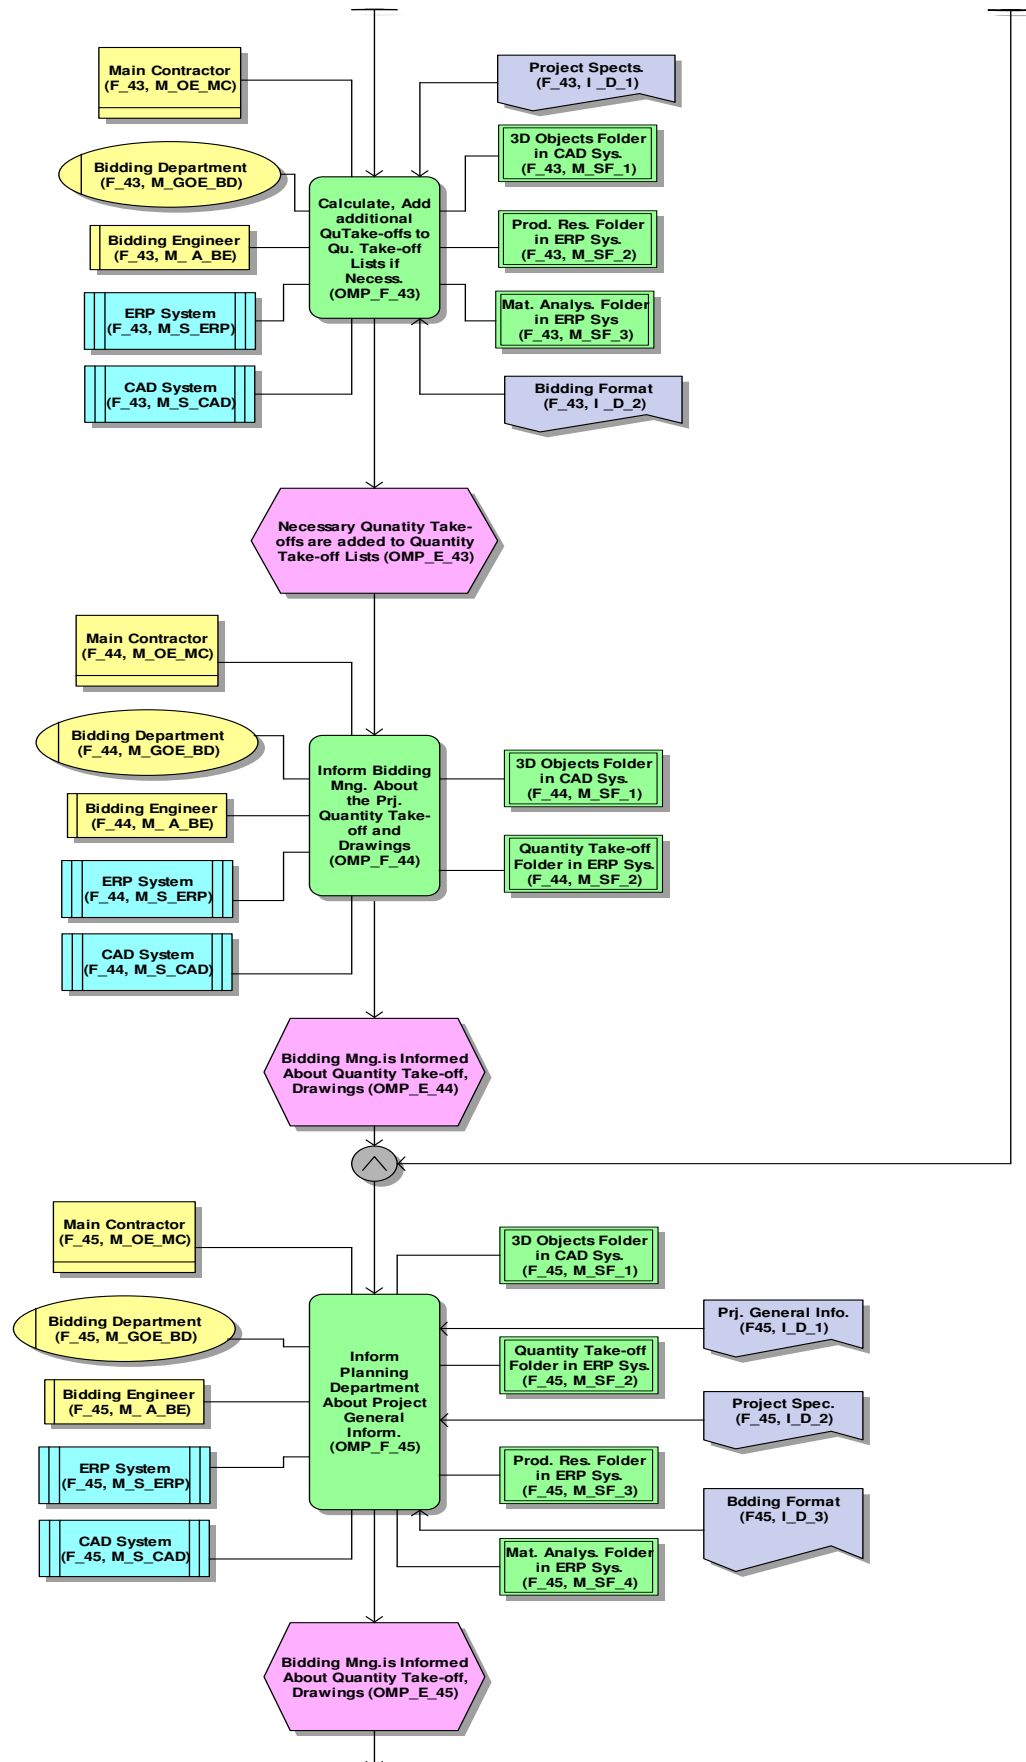 Main Contractor
(F_43, M_OE_MC)
Project Spects.
(F_43, I _D_1)
3D Objects Folder
in CAD Sys.
(F_43, M_SF_1)
Bidding Department
(F_43, M_GOE_BD)
Calculate, Add
additional
QuTake-offs to
Qu. Take-off
Lists if
Necess.
(OMP_F_43)
Prod. Res. Folder
in ERP Sys.
(F_43, M_SF_2)
Bidding Engineer
(F_43, M_ A_BE)
ERP System
(F_43, M_S_ERP)
Mat. Analys. Folder
in ERP Sys
(F_43, M_SF_3)
CAD System
(F_43, M_S_CAD)
Bidding Format
(F_43, I _D_2)
Necessary Qunatity Take-
offs are added to Quantity
Take-off Lists (OMP_E_43)
Main Contractor
(F_44, M_OE_MC)
Bidding Department
(F_44, M_GOE_BD)
Inform Bidding
Mng. About
the Prj.
Quantity Take-
off and
Drawings
(OMP_F_44)
3D Objects Folder
in CAD Sys.
(F_44, M_SF_1)
Bidding Engineer
(F_44, M_ A_BE)
Quantity Take-off
Folder in ERP Sys.
(F_44, M_SF_2)
ERP System
(F_44, M_S_ERP)
CAD System
(F_44, M_S_CAD)
Bidding Mng.is Informed
About Quantity Take-off,
Drawings (OMP_E_44)
Main Contractor
(F_45, M_OE_MC)
3D Objects Folder
in CAD Sys.
(F_45, M_SF_1)
Bidding Department
(F_45, M_GOE_BD)
Prj. General Info.
(F45, I_D_1)
Inform
Planning
Department
About Project
General
Inform.
(OMP_F_45)
Quantity Take-off
Folder in ERP Sys.
(F_45, M_SF_2)
Bidding Engineer
(F_45, M_ A_BE)
Project Spec.
(F_45, I_D_2)
ERP System
(F_45, M_S_ERP)
Prod. Res. Folder
in ERP Sys.
(F_45, M_SF_3)
Bdding Format
(F45, I_D_3)
CAD System
(F_45, M_S_CAD)
Mat. Analys. Folder
in ERP Sys.
(F_45, M_SF_4)
Bidding Mng.is Informed
About Quantity Take-off,
Drawings (OMP_E_45)